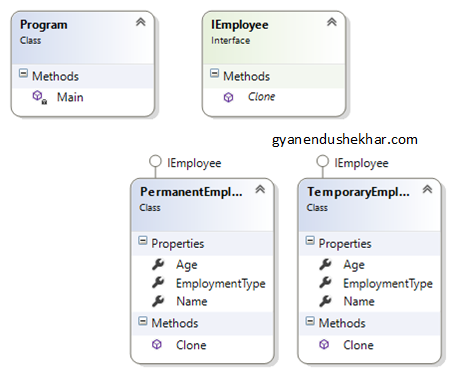 Program
Class
Methods
Main
IEmployee
Interface
Methods
Clone
gyanendushekhar.com
IEmployee
PermanentEmpl...
Class
Properties
Age
EmploymentType
Name
Methods
Clone
IEmployee
TemporaryEmpl...
Class
Properties
Age
EmploymentType
Name
Methods
Clone